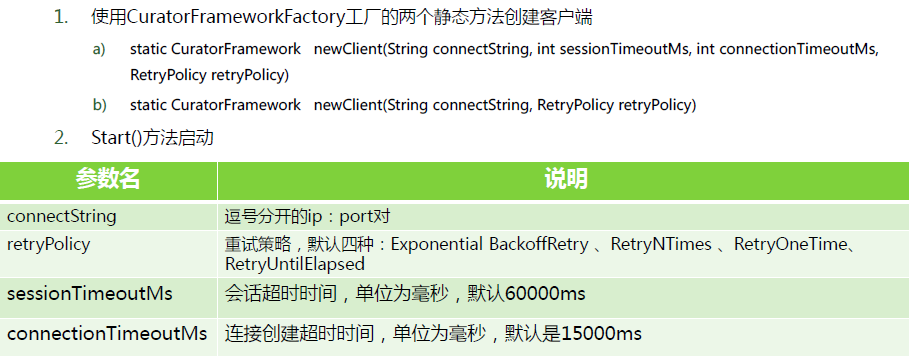 1. 使用CuratorFrameworkFactory工厂的两个静态方法创建客户端
a) static CuratorFramework newClient(String connectString, int sessionTimeoutMs, int connectionTimeoutMs,
RetryPolicy retryPolicy)
b) static CuratorFramework newClient(String connectString, RetryPolicy retryPolicy)
2. Start()方法启动
参数名 说明
connectString 逗号分开的ip：port对
retryPolicy 重试策略，默认四种：Exponential BackoffRetry 、RetryNTimes 、RetryOneTime、
RetryUntilElapsed
sessionTimeoutMs 会话超时时间，单位为毫秒，默认60000ms
connectionTimeoutMs 连接创建超时时间，单位为毫秒，默认是15000ms